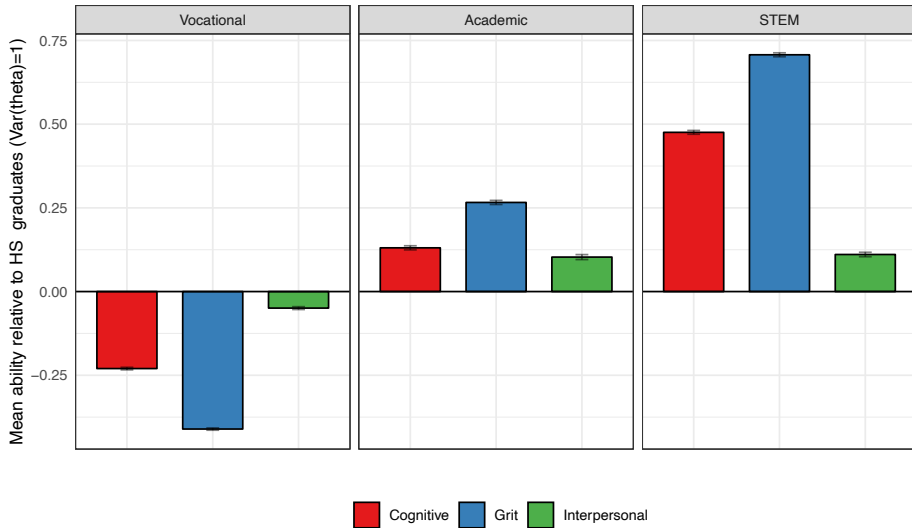 Vocational
Academic
STEM
Mean ability relative to HS graduates (Var(theta)=1)
0.75
0.50
0.25
0.00
−0.25
Cognitive
Grit
Interpersonal